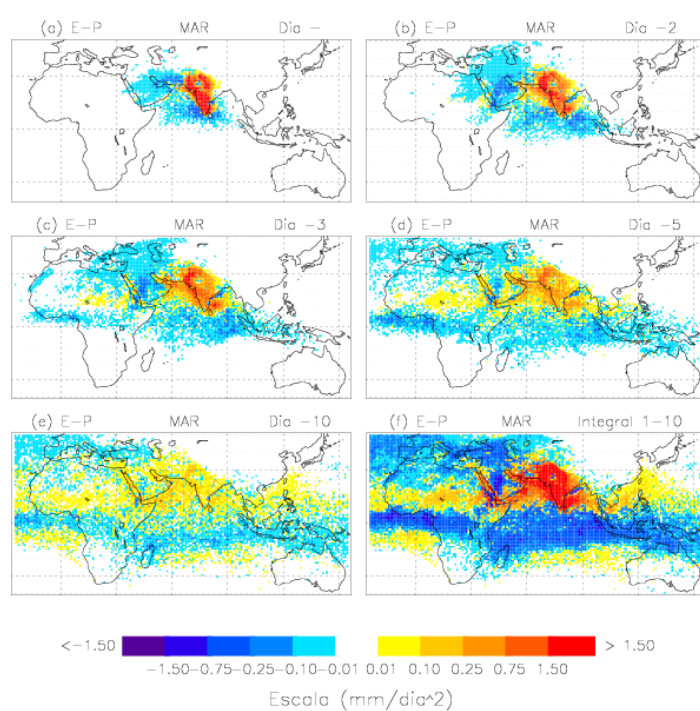 (a) E-P MAR Dia -
(b) E-P MAR Dia -2
(c) E-P MAR Dia -3
(d) E-P MAR Dia -5
(e) E-P MAR Dia -10
(f) E-P MAR Integral 1-10
<-1.50 > 1.50
-1.50-0.75-0.25-0.10-0.01 0.01 0.10 0.25 0.75 1.50
Escala (mm/dia^2)